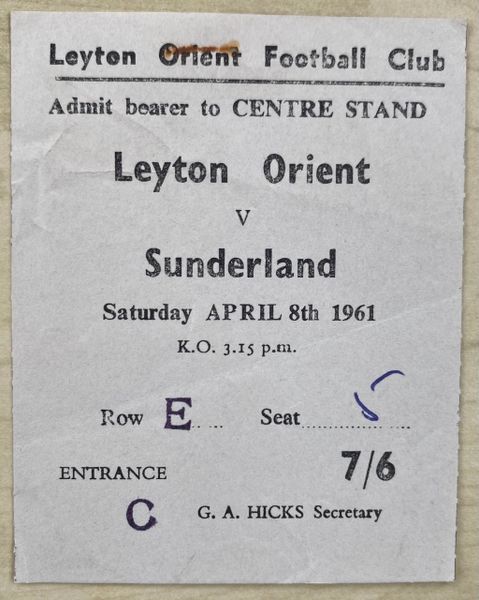 Leyton Orient Football Club
Admit bearer to CENTRE STAND
Leyton Orient
V
Sunderland
Saturday APRIL 8th 1961
K.O. 3.15 p.m.
Row E Seat 5
7/6
ENTRANCE
C G. A. HICKS Secretary